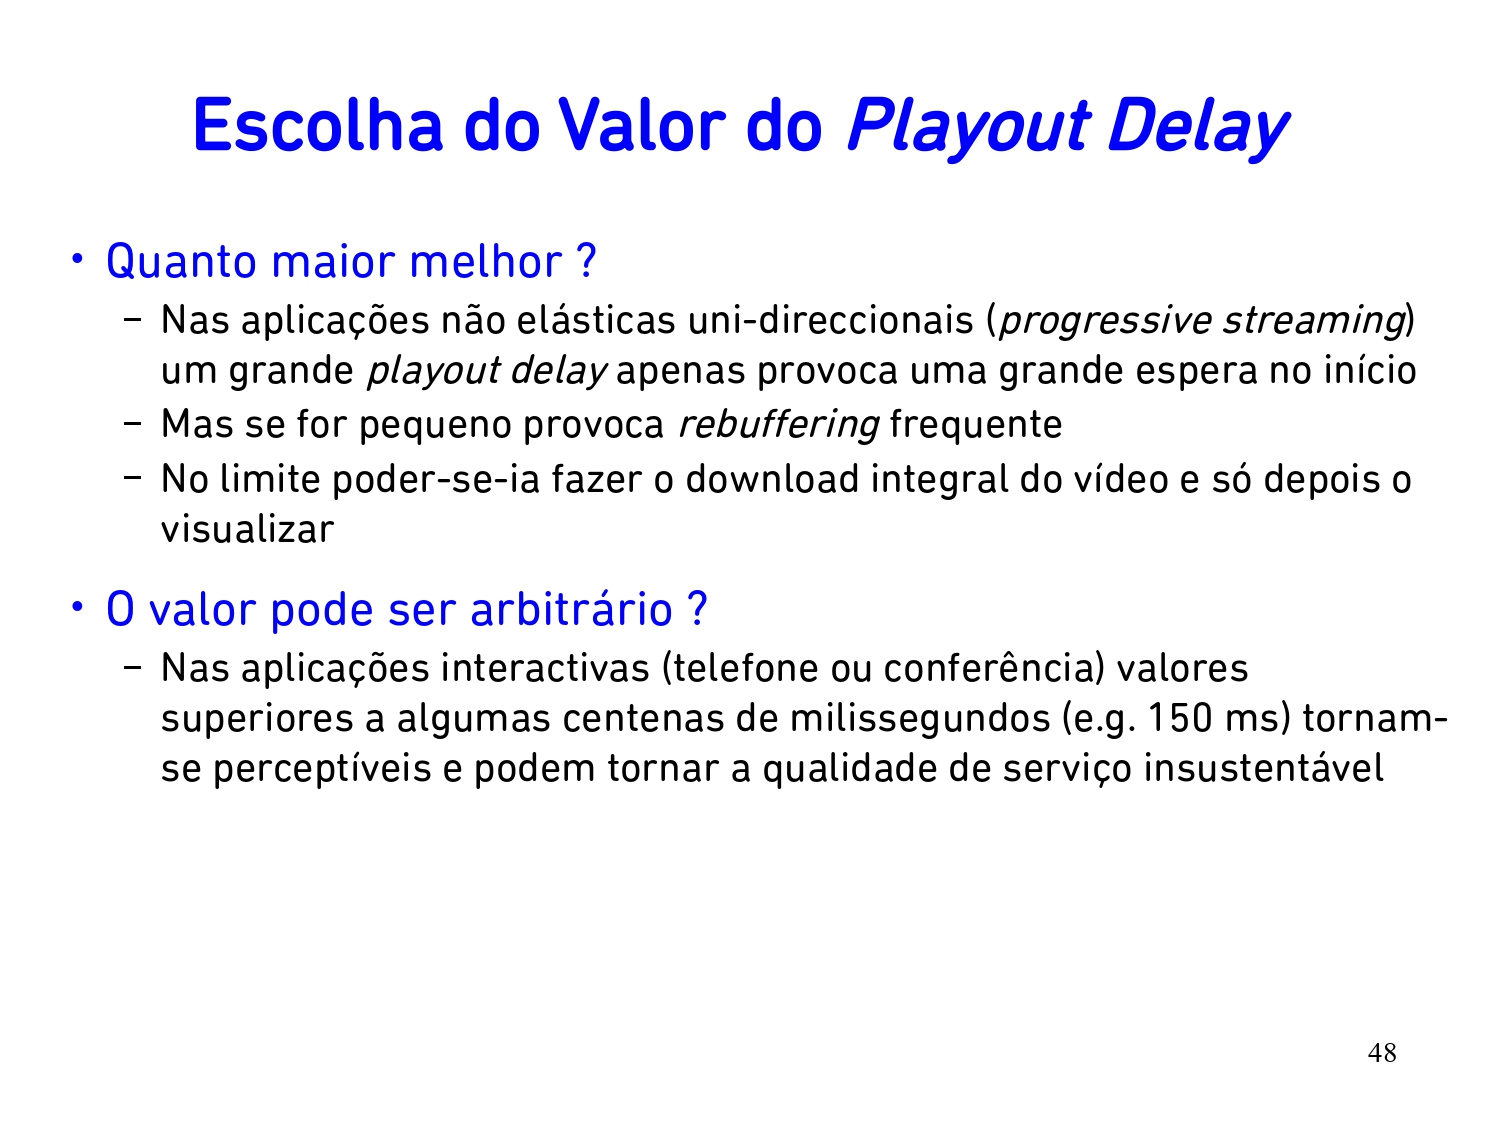 Escolha do Valor do Playout Delay
• Quanto maior melhor ?
– Nas aplicações não elásticas uni-direccionais (progressive streaming)
um grande playout delay apenas provoca uma grande espera no início
– Mas se for pequeno provoca rebuffering frequente
– No limite poder-se-ia fazer o download integral do vídeo e só depois o
visualizar
• O valor pode ser arbitrário ?
– Nas aplicações interactivas (telefone ou conferência) valores
superiores a algumas centenas de milissegundos (e.g. 150 ms) tornam-
se perceptíveis e podem tornar a qualidade de serviço insustentável
48